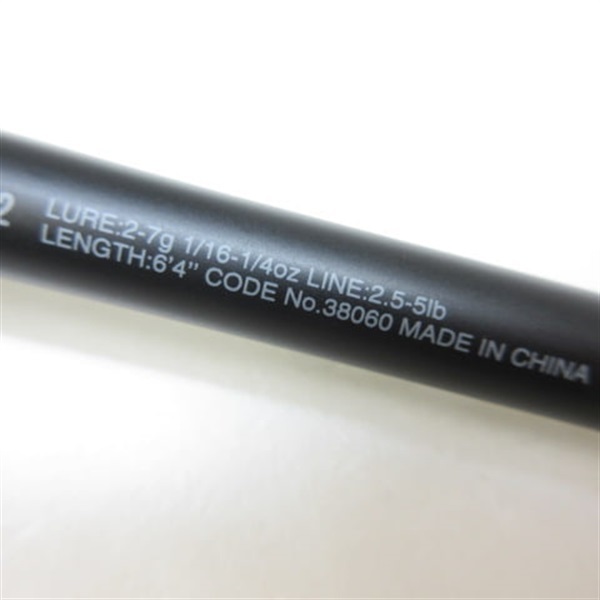 2
LURE:2-7g 1/16-1/4oz LINE:2.5-5lb
LENGTH:6'4" CODE No.38060 MADE IN CHINA